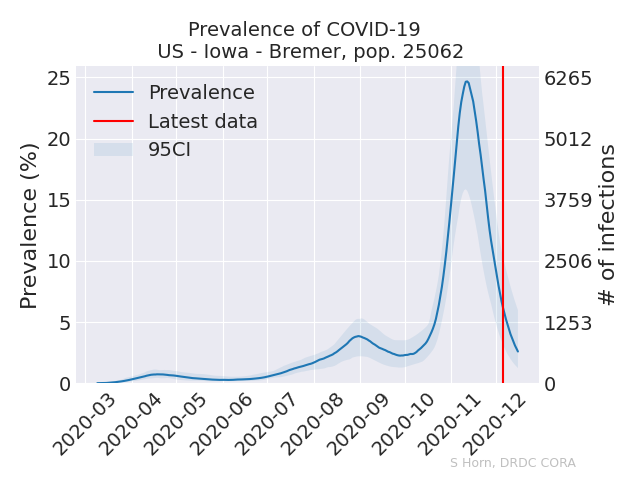 Prevalence of COVID-19
US - Iowa - Bremer, pop. 25062
Prevalence
Latest data
95CI
Prevalence (%)
25
20
15
10
5
0
6265
5012
3759
2506
1253
0
# of infections
2020-03
2020-04
2020-05
2020-06
2020-07
2020-08
2020-09
2020-10
2020-11
2020-12
S Horn, DRDC CORA